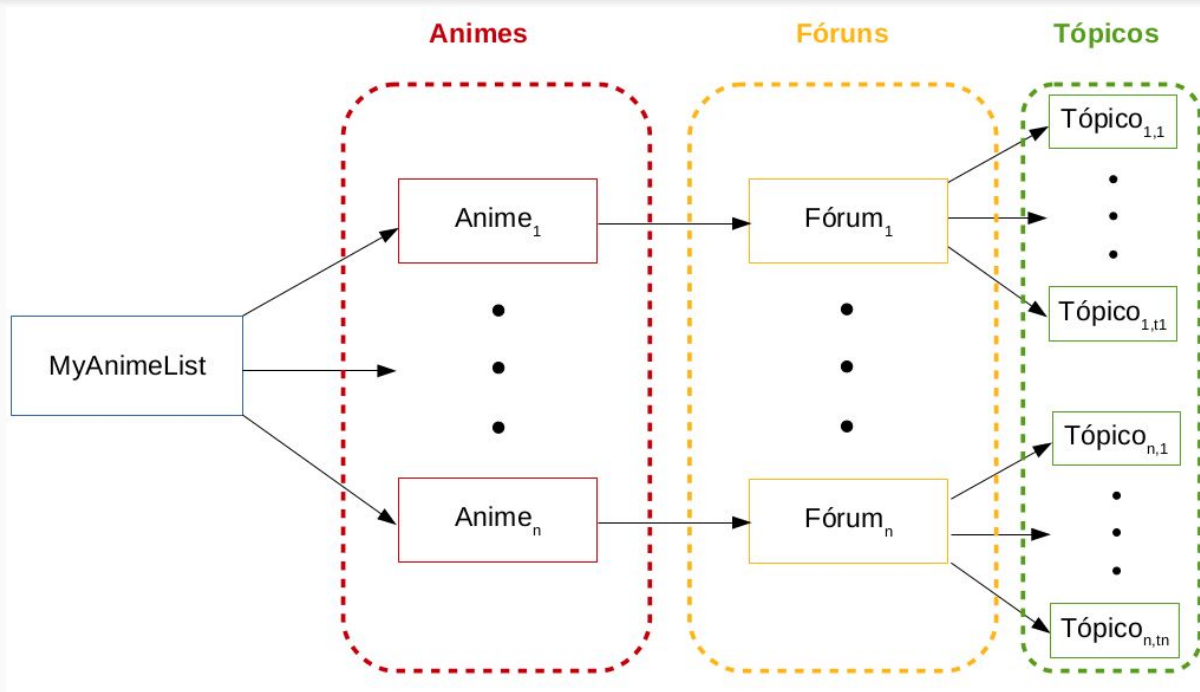 Animes
Fóruns
Tópicos
MyAnimeList
Anime1
Animen
Fórum1
Fórumn
Tópico1,1
Tópico1,t1
Tópicon,1
Tópicon,tn